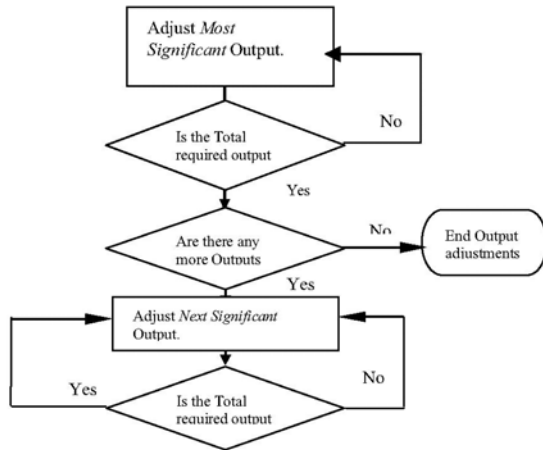 Adjust Most
Significant Output.
No
Is the Total
required output
Yes
Are there any
more Outputs
No
End Output
adjustments
Yes
Adjust Next Significant
Output.
Yes
No
Is the Total
required output